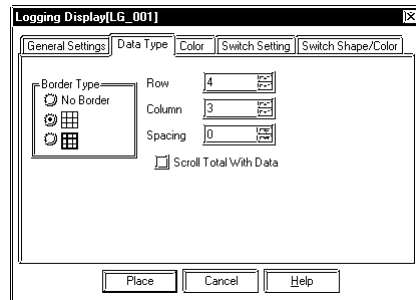 Logging Display[LG_001]
General Settings Data Type Color Switch Setting Switch Shape/Color
Border Type
No Border
Row 4
Column 3
Spacing 0
Scroll Total With Data
Place Cancel Help